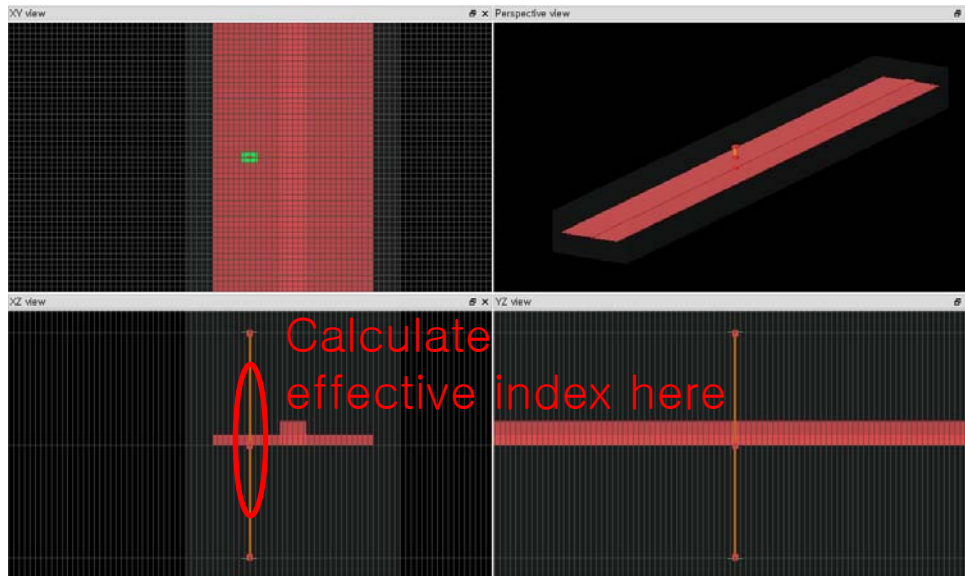 XY view
Perspective view
XZ view
YZ view
Calculate
effective index here